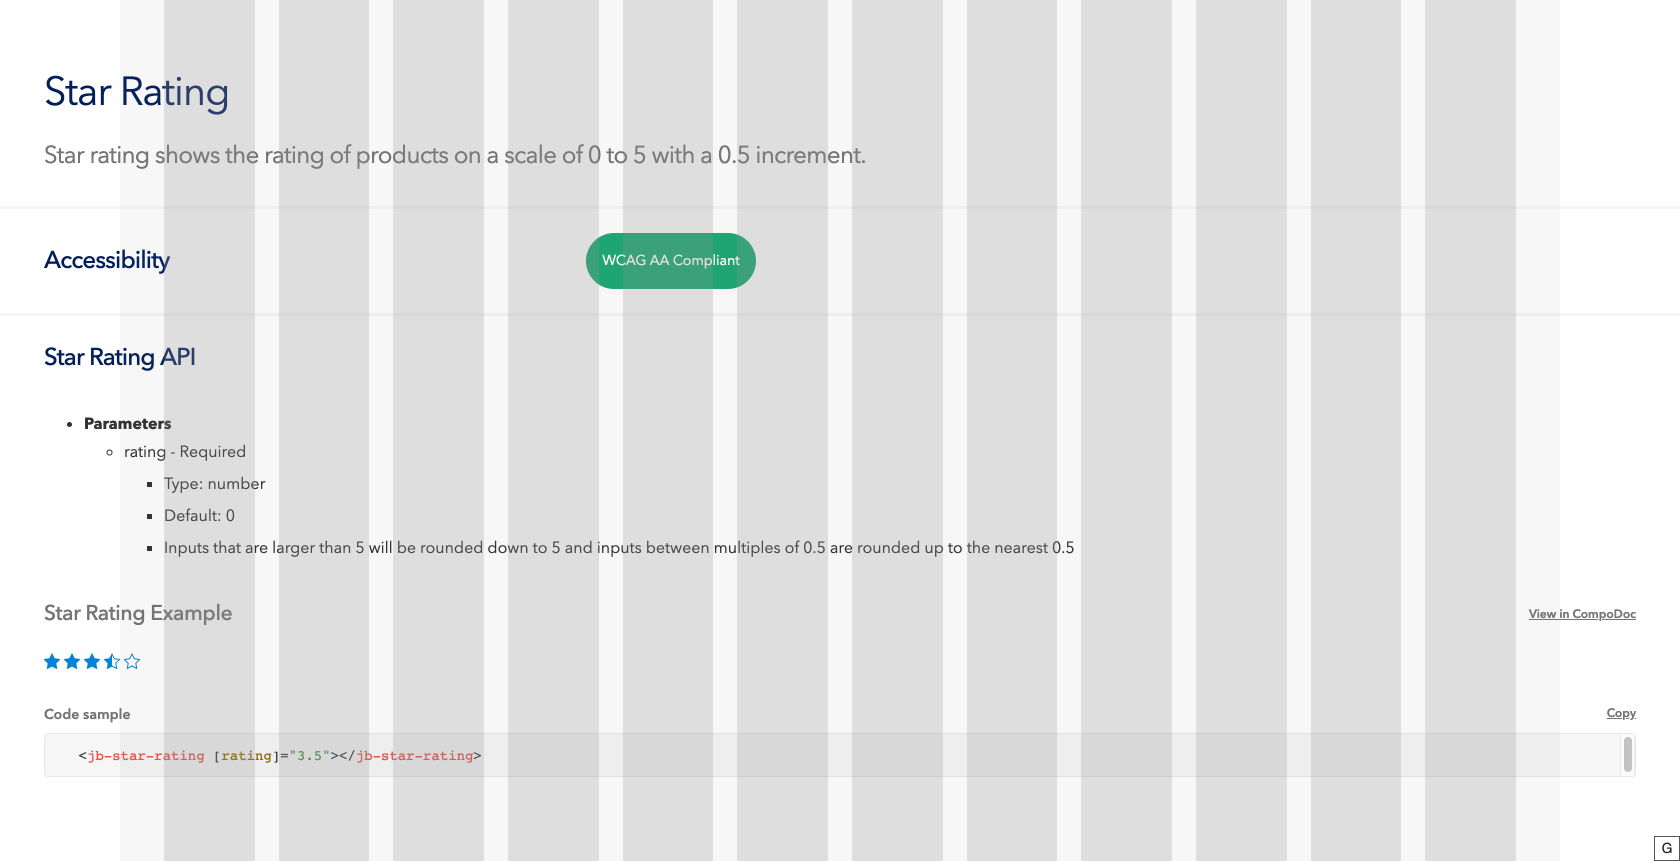 Star Rating
Star rating shows the rating of products on a scale of 0 to 5 with a 0.5 increment.
Accessibility
WCAG AA Compliant
Star Rating API
Parameters
rating - Required
Type: number
Default: 0
Inputs that are larger than 5 will be rounded down to 5 and inputs between multiples of 0.5 are rounded up to the nearest 0.5
Star Rating Example
View in CompoDoc
Code sample
Copy
<jb-star-rating [rating]="3.5"></jb-star-rating>
G